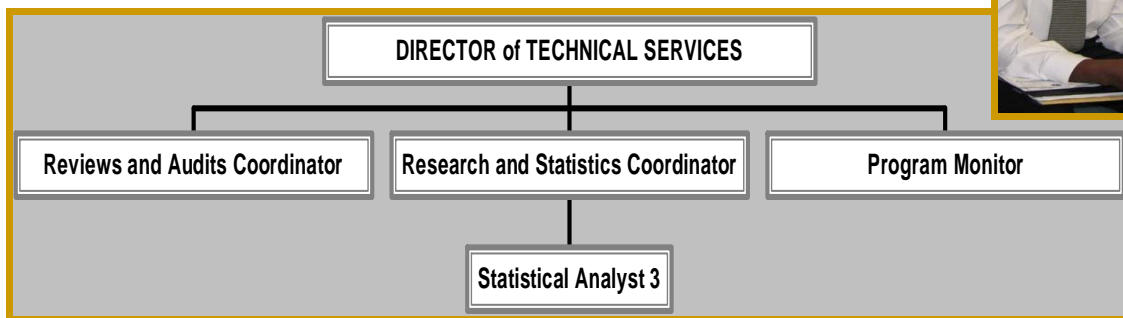 DIRECTOR of TECHNICAL SERVICES
Reviews and Audits Coordinator
Research and Statistics Coordinator
Program Monitor
Statistical Analyst 3